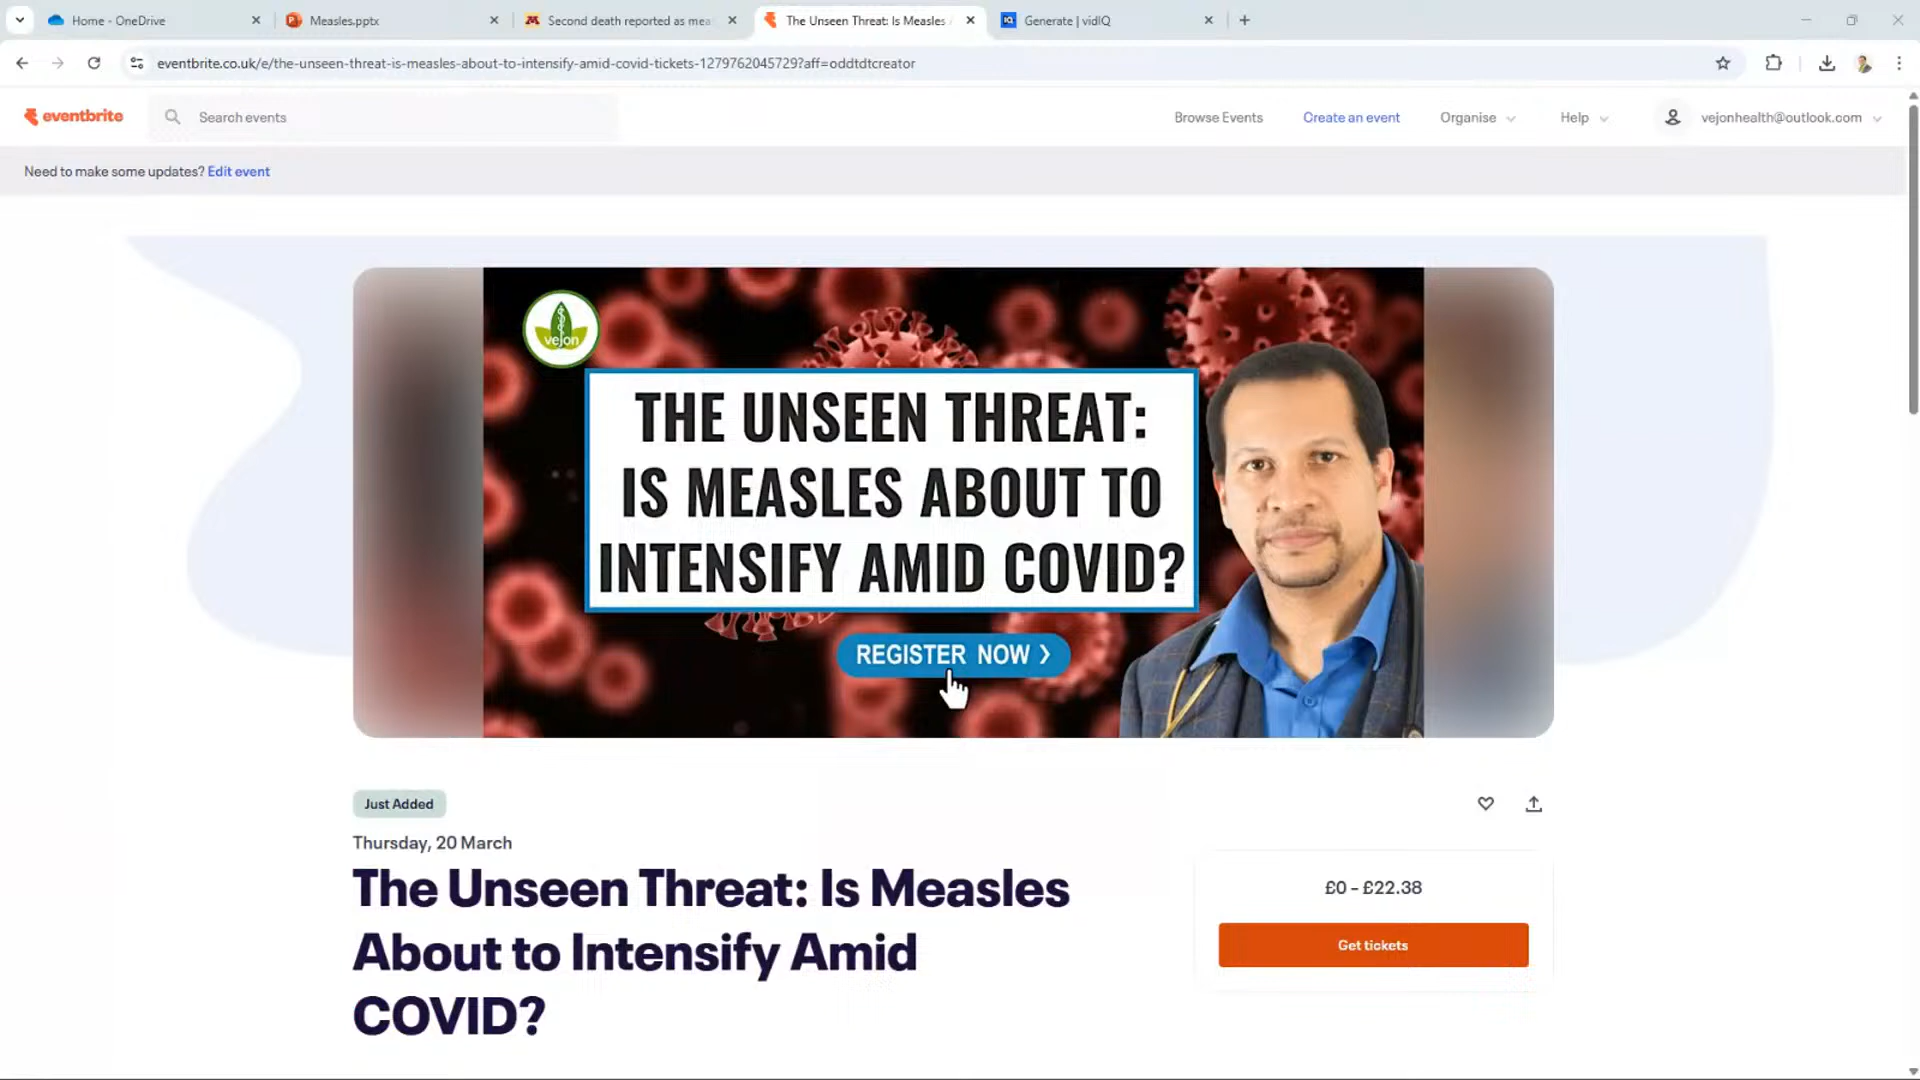 Home - OneDrive
Measles.pptx
Second death reported as mea
The Unseen Threat: Is Measles
Generate | vidIQ
eventbrite.co.uk/e/the-unseen-threat-is-measles-about-to-intensify-amid-covid-tickets-1279762045729?aff=oddtdtcreator
eventbrite
Search events
Browse Events
Create an event
Organise
Help
vejonhealth@outlook.com
Need to make some updates? Edit event
vejon
THE UNSEEN THREAT:
IS MEASLES ABOUT TO
INTENSIFY AMID COVID?
REGISTER NOW >
Just Added
Thursday, 20 March
The Unseen Threat: Is Measles
About to Intensify Amid
COVID?
£0 – £22.38
Get tickets